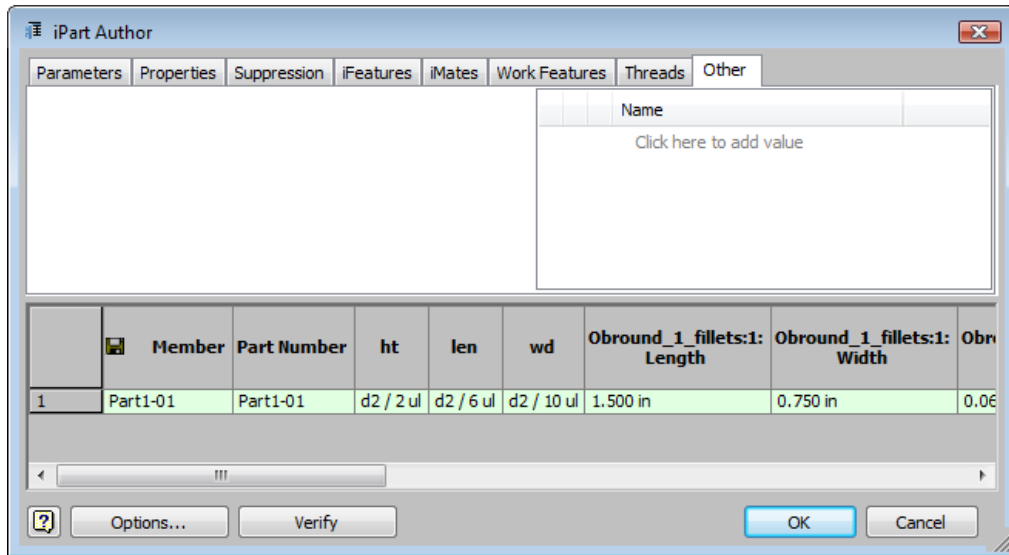 iPart Author
Parameters Properties Suppression iFeatures iMates Work Features Threads Other
Name
Click here to add value
Member Part Number ht len wd Obround_1_fillets:1: Length Obround_1_fillets:1: Width
1 Part1-01 Part1-01 d2 / 2 ul d2 / 6 ul d2 / 10 ul 1.500 in 0.750 in 0.06
Options... Verify OK Cancel